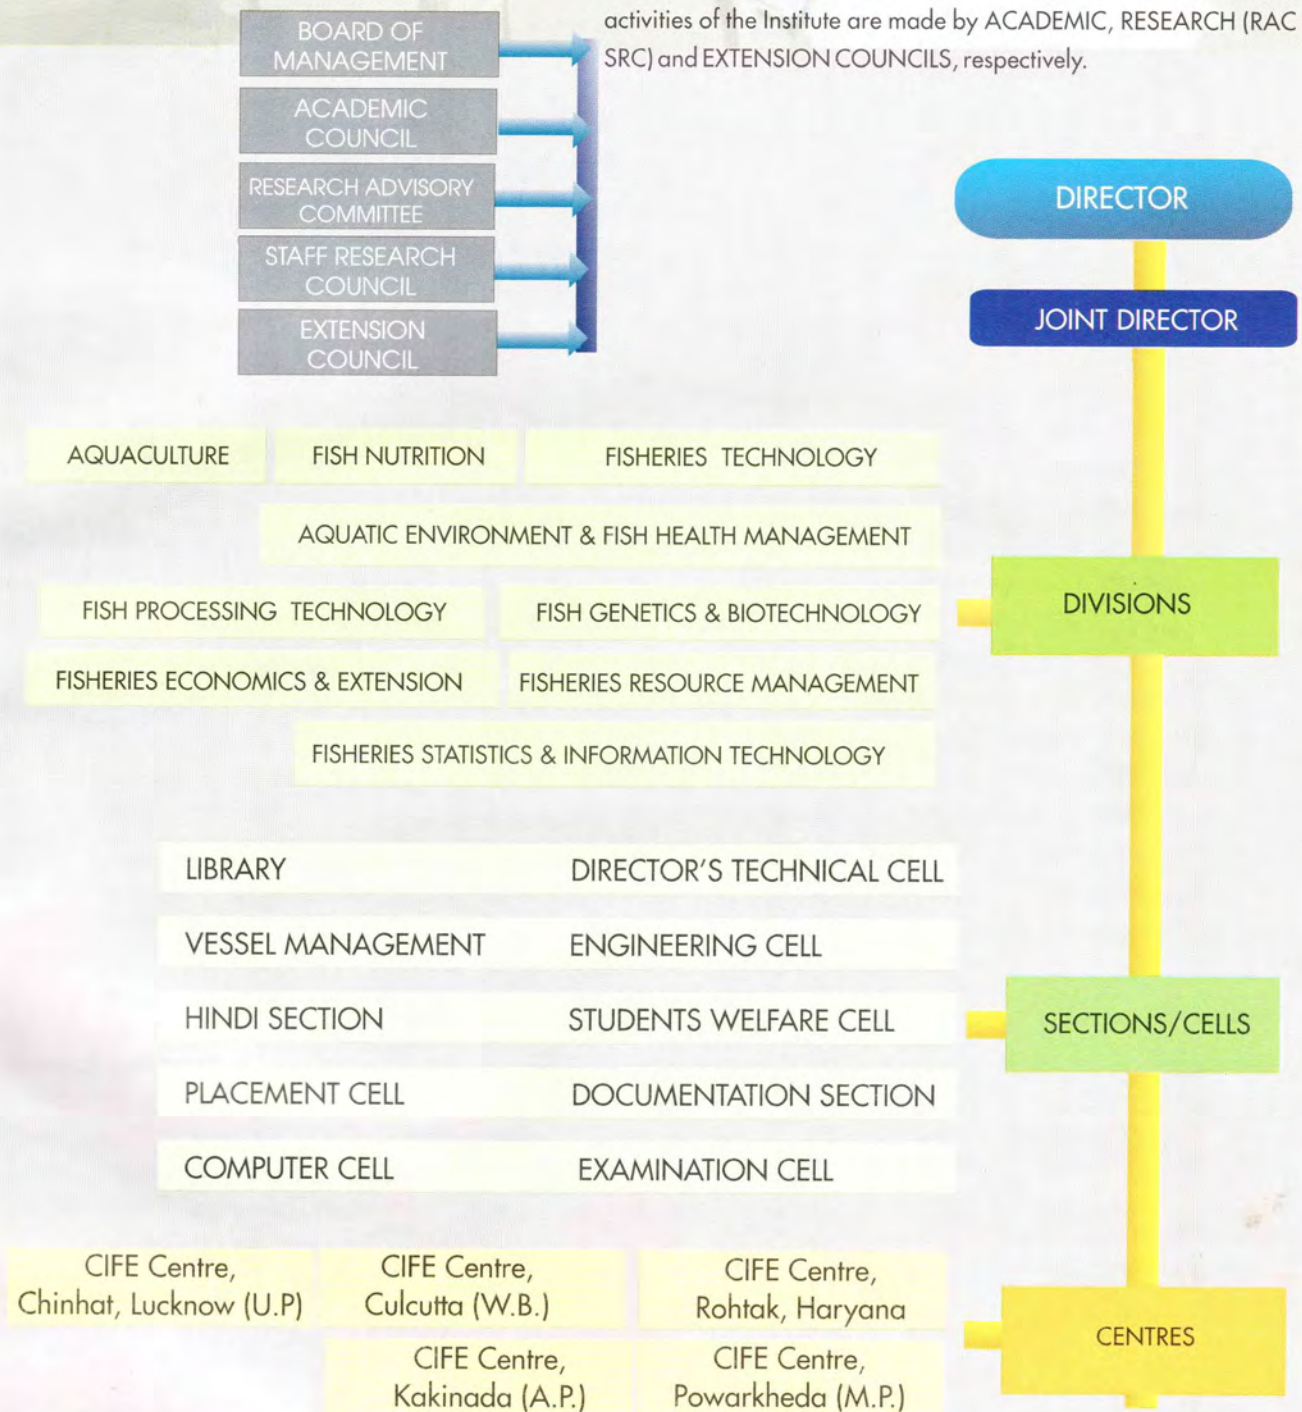 activities of the Institute are made by ACADEMIC, RESEARCH (RAC
SRC) and EXTENSION COUNCILS, respectively.
BOARD OF
MANAGEMENT
ACADEMIC
COUNCIL
RESEARCH ADVISORY
COMMITTEE
STAFF RESEARCH
COUNCIL
EXTENSION
COUNCIL
DIRECTOR
JOINT DIRECTOR
AQUACULTURE
FISH NUTRITION
FISHERIES TECHNOLOGY
AQUATIC ENVIRONMENT & FISH HEALTH MANAGEMENT
FISH PROCESSING TECHNOLOGY
FISH GENETICS & BIOTECHNOLOGY
DIVISIONS
FISHERIES ECONOMICS & EXTENSION
FISHERIES RESOURCE MANAGEMENT
FISHERIES STATISTICS & INFORMATION TECHNOLOGY
LIBRARY
DIRECTOR'S TECHNICAL CELL
VESSEL MANAGEMENT
ENGINEERING CELL
HINDI SECTION
STUDENTS WELFARE CELL
SECTIONS/CELLS
PLACEMENT CELL
DOCUMENTATION SECTION
COMPUTER CELL
EXAMINATION CELL
CIFE Centre,
Chinhat, Lucknow (U.P)
CIFE Centre,
Culcutta (W.B.)
CIFE Centre,
Rohtak, Haryana
CENTRES
CIFE Centre,
Kakinada (A.P.)
CIFE Centre,
Powarkheda (M.P.)